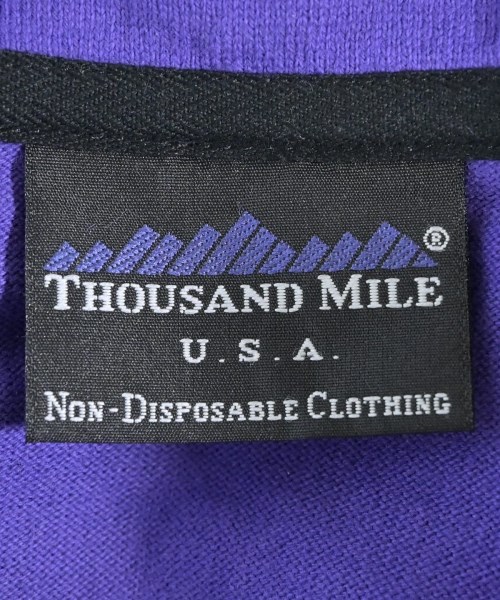 ®
THOUSAND MILE
U.S.A.
NON-DISPOSABLE CLOTHING